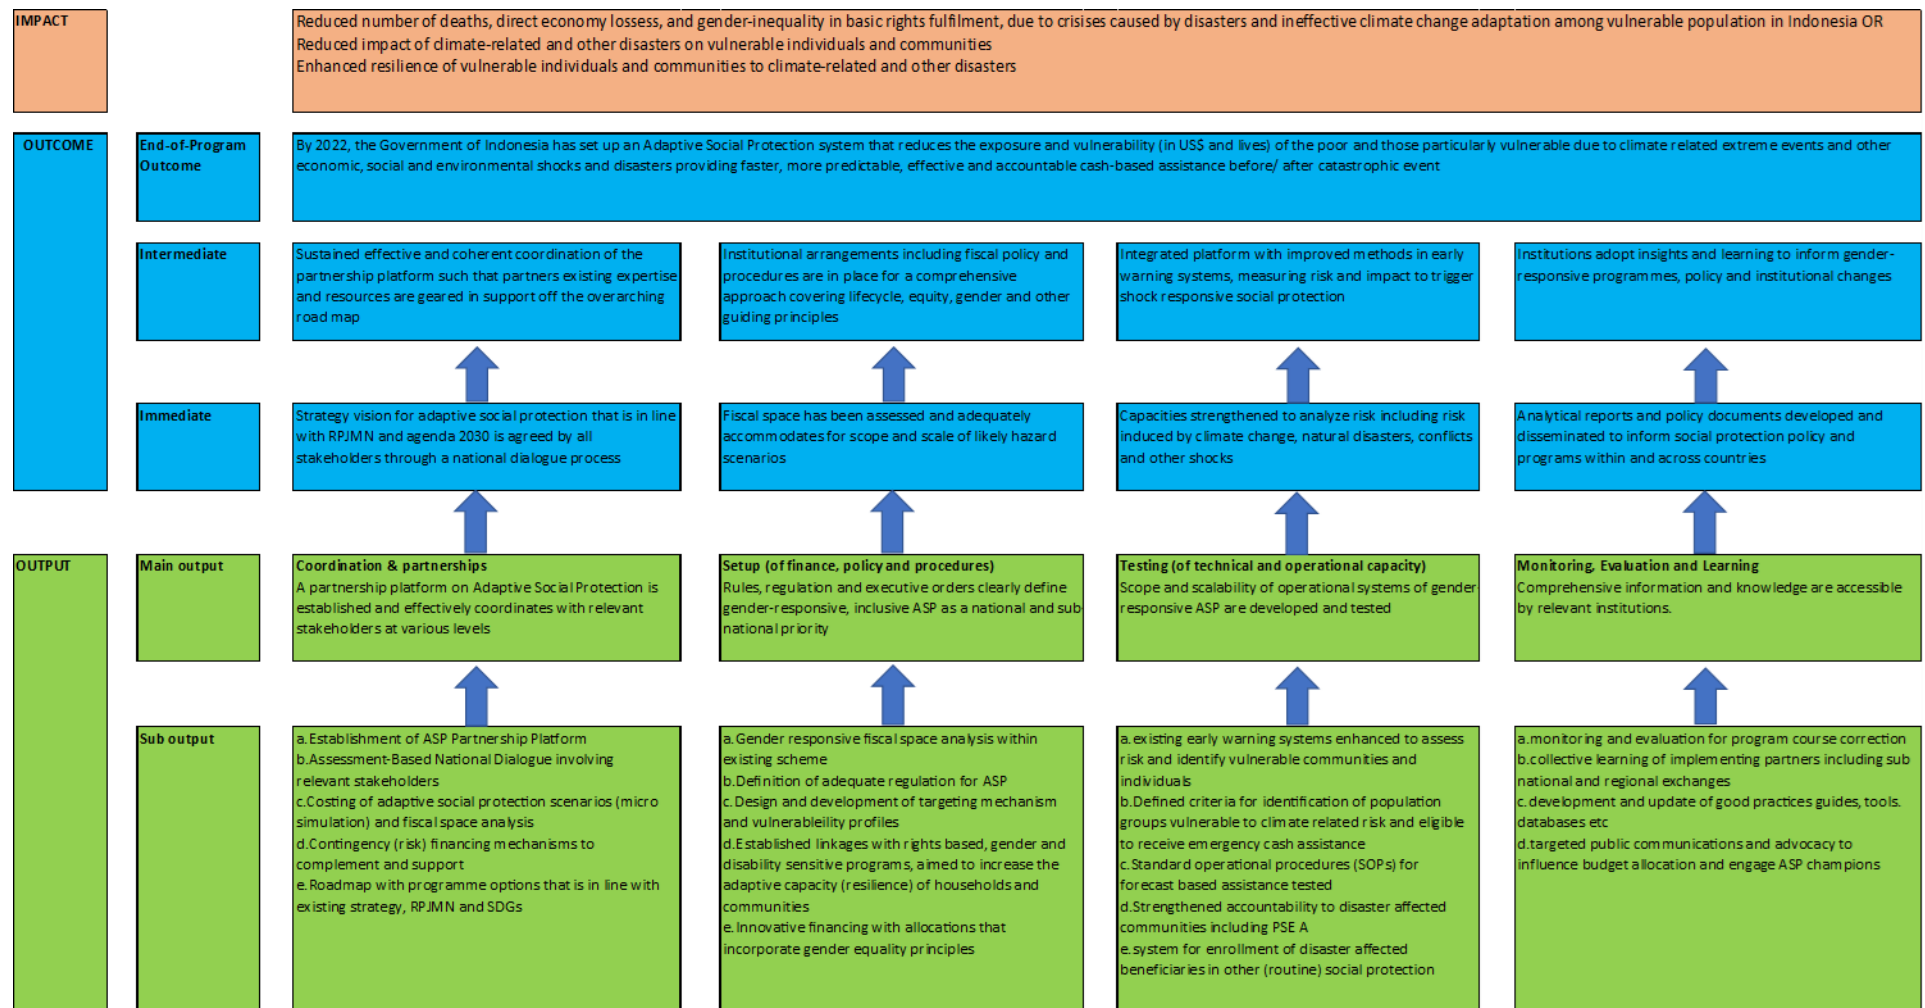 IMPACT
Reduced number of deaths, direct economy lossess, and gender-inequality in basic rights fulfilment, due to crisises caused by disasters and ineffective climate change adaptation among vulnerable population in Indonesia OR
Reduced impact of climate-related and other disasters on vulnerable individuals and communities
Enhanced resilience of vulnerable individuals and communities to climate-related and other disasters
OUTCOME
End-of-Program
Outcome
By 2022, the Government of Indonesia has set up an Adaptive Social Protection system that reduces the exposure and vulnerability (in US$ and lives) of the poor and those particularly vulnerable due to climate related extreme events and other
economic, social and environmental shocks and disasters providing faster, more predictable, effective and accountable cash-based assistance before/ after catastrophic event
Intermediate
Sustained effective and coherent coordination of the
partnership platform such that partners existing expertise
and resources are geared in support off the overarching
road map
Institutional arrangements including fiscal policy and
procedures are in place for a comprehensive
approach covering lifecycle, equity, gender and other
guiding principles
Integrated platform with improved methods in early
warning systems, measuring risk and impact to trigger
shock responsive social protection
Institutions adopt insights and learning to inform gender-
responsive programmes, policy and institutional changes
Immediate
Strategy vision for adaptive social protection that is in line
with RPJMN and agenda 2030 is agreed by all
stakeholders through a national dialogue process
Fiscal space has been assessed and adequately
accommodates for scope and scale of likely hazard
scenarios
Capacities strengthened to analyze risk including risk
induced by climate change, natural disasters, conflicts
and other shocks
Analytical reports and policy documents developed and
disseminated to inform social protection policy and
programs within and across countries
OUTPUT
Main output
Coordination & partnerships
A partnership platform on Adaptive Social Protection is
established and effectively coordinates with relevant
stakeholders at various levels
Setup (of finance, policy and procedures)
Rules, regulation and executive orders clearly define
gender-responsive, inclusive ASP as a national and sub-
national priority
Testing (of technical and operational capacity)
Scope and scalability of operational systems of gender-
responsive ASP are developed and tested
Monitoring, Evaluation and Learning
Comprehensive information and knowledge are accessible
by relevant institutions.
Sub output
a.Establishment of ASP Partnership Platform
b.Assessment-Based National Dialogue involving
relevant stakeholders
c.Costing of adaptive social protection scenarios (micro
simulation) and fiscal space analysis
d.Contingency (risk) financing mechanisms to
complement and support
e.Roadmap with programme options that is in line with
existing strategy, RPJMN and SDGs
a.Gender responsive fiscal space analysis within
existing scheme
b.Definition of adequate regulation for ASP
c.Design and development of targeting mechanism
and vulnerableility profiles
d.Established linkages with rights based, gender and
disability sensitive programs, aimed to increase the
adaptive capacity (resilience) of households and
communities
e.Innovative financing with allocations that
incorporate gender equality principles
a.existing early warning systems enhanced to assess
risk and identify vulnerable communities and
individuals
b.Defined criteria for identification of population
groups vulnerable to climate related risk and eligible
to receive emergency cash assistance
c.Standard operational procedures (SOPs) for
forecast based assistance tested
d.Strengthened accountability to disaster affected
communities including PSE A
e.system for enrollment of disaster affected
beneficiaries in other (routine) social protection
a.monitoring and evaluation for program course correction
b.collective learning of implementing partners including sub
national and regional exchanges
c.development and update of good practices guides, tools.
databases etc
d.targeted public communications and advocacy to
influence budget allocation and engage ASP champions